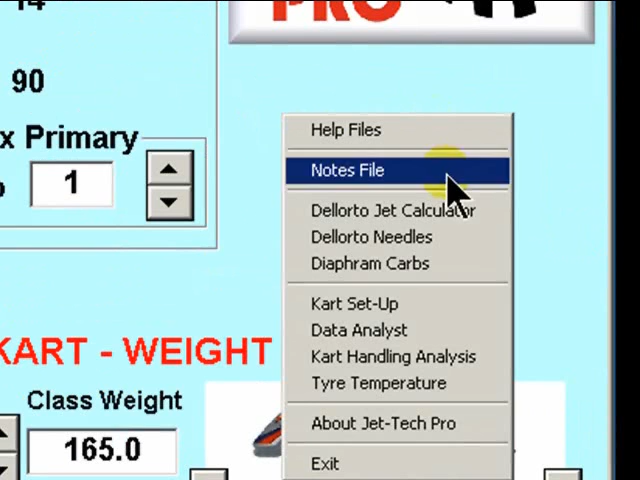 14
PRO
90
x Primary
1
Help Files
Notes File
Dellorto Jet Calculator
Dellorto Needles
Diaphram Carbs
Kart Set-Up
Data Analyst
Kart Handling Analysis
Tyre Temperature
About Jet-Tech Pro
Exit
KART - WEIGHT
Class Weight
165.0